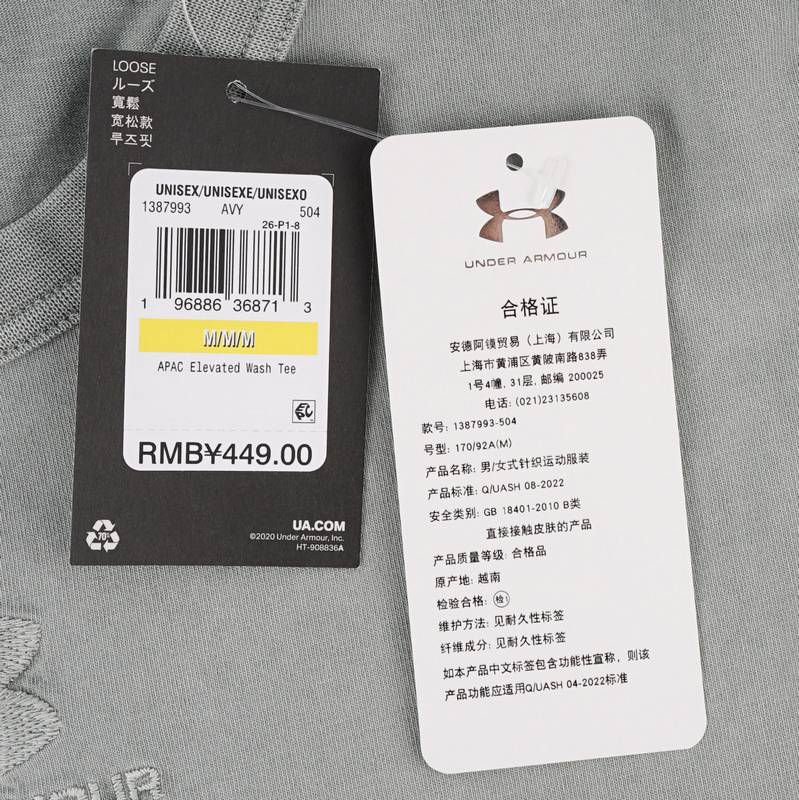 LOOSE
ルーズ
寬鬆
宽松款
루즈핏
UNISEX/UNISEXE/UNISEXO
1387993 AVY 504
26-P1-8
1 96886 36871 3
M/M/M
APAC Elevated Wash Tee
RMB¥449.00
70%
UA.COM
©2020 Under Armour, Inc.
HT-908836A
UNDER ARMOUR
合格证
安德阿镆贸易（上海）有限公司
上海市黄浦区黄陂南路838弄
1号4幢, 31层, 邮编 200025
电话: (021)23135608
款号: 1387993-504
号型: 170/92A(M)
产品名称: 男/女式针织运动服装
产品标准: Q/UASH 08-2022
安全类别: GB 18401-2010 B类
直接接触皮肤的产品
产品质量等级: 合格品
原产地: 越南
检验合格: 检1
维护方法: 见耐久性标签
纤维成分: 见耐久性标签
如本产品中文标签包含功能性宣称，则该
产品功能应适用Q/UASH 04-2022标准